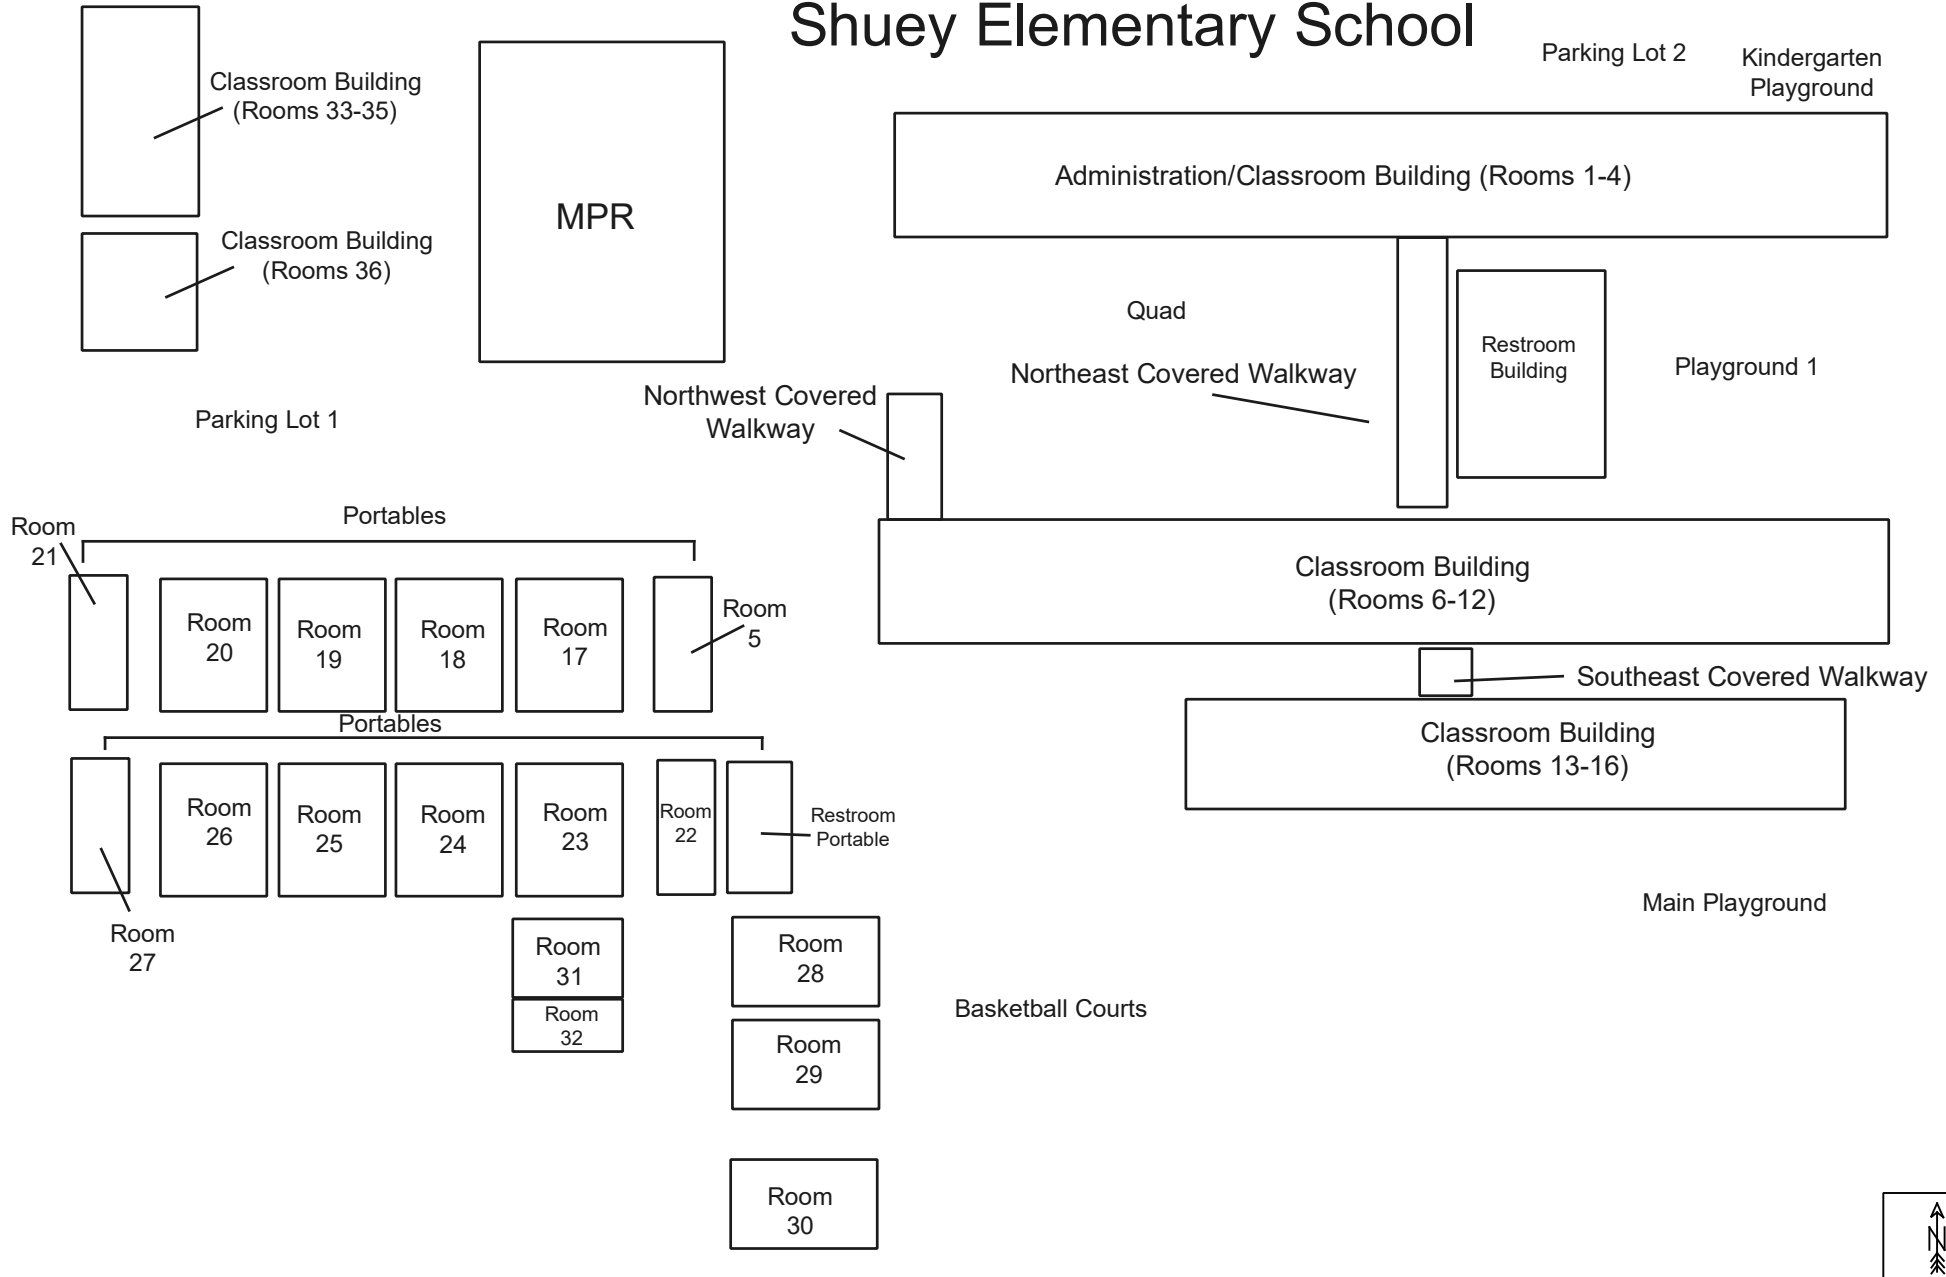 Shuey Elementary School
Parking Lot 2
Kindergarten
Playground
Classroom Building
(Rooms 33-35)
Administration/Classroom Building (Rooms 1-4)
MPR
Classroom Building
(Rooms 36)
Quad
Restroom
Building
Playground 1
Northeast Covered Walkway
Northwest Covered
Walkway
Parking Lot 1
Portables
Room
21
Classroom Building
(Rooms 6-12)
Room
20
Room
19
Room
18
Room
17
Room
5
Southeast Covered Walkway
Portables
Classroom Building
(Rooms 13-16)
Room
26
Room
25
Room
24
Room
23
Room
22
Restroom
Portable
Main Playground
Room
27
Room
31
Room
28
Room
32
Basketball Courts
Room
29
Room
30
N